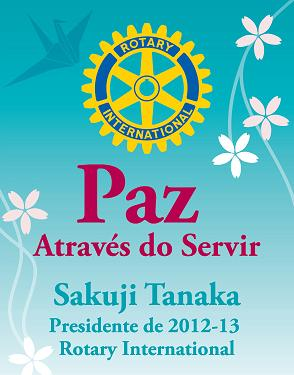 ROTARY
INTERNATIONAL
Paz
Através do Servir
Sakuji Tanaka
Presidente de 2012-13
Rotary International